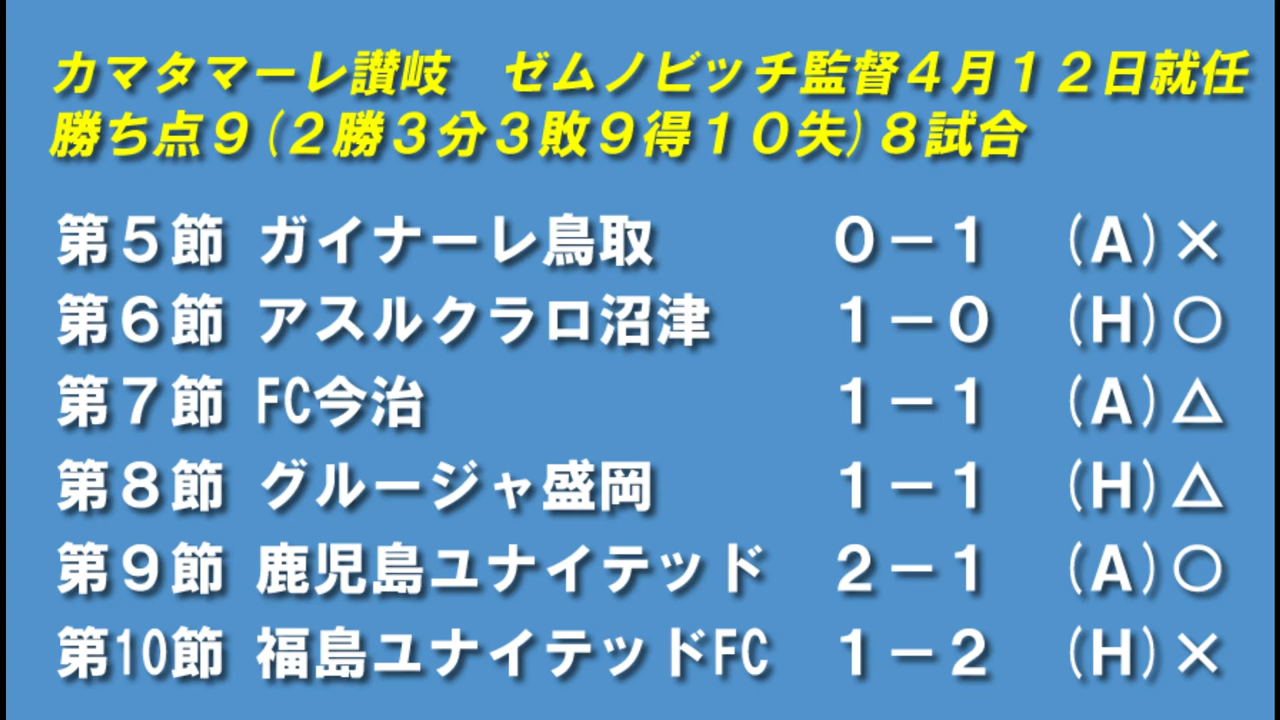 カマタマーレ讃岐　ゼムノビッチ監督４月１２日就任
勝ち点９(２勝３分３敗９得１０失)８試合
第５節 ガイナーレ鳥取　０－１　(A)×
第６節 アスルクラロ沼津　１－０　(H)○
第７節 FC今治　１－１　(A)△
第８節 グルージャ盛岡　１－１　(H)△
第９節 鹿児島ユナイテッド　２－１　(A)○
第10節 福島ユナイテッドFC　１－２　(H)×